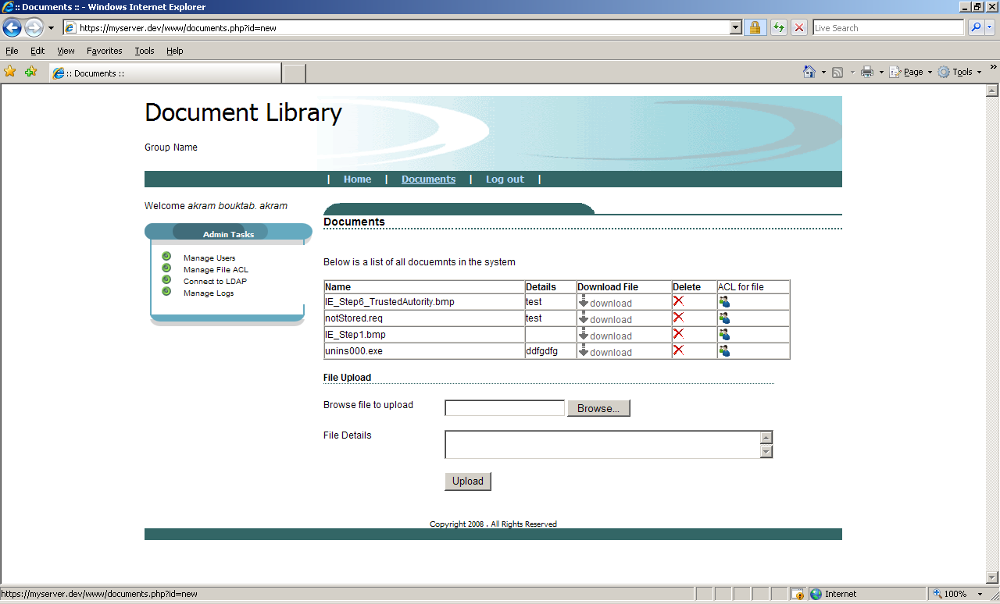 :: Documents :: - Windows Internet Explorer
https://myserver.dev/www/documents.php?id=new
Live Search
File Edit View Favorites Tools Help
:: Documents ::
Page Tools »
Document Library
Group Name
| Home | Documents | Log out |
Welcome akram bouktab. akram
Admin Tasks
Manage Users
Manage File ACL
Connect to LDAP
Manage Logs
Documents
Below is a list of all docuemnts in the system
Name Details Download File Delete ACL for file
IE_Step6_TrustedAutority.bmp test download
notStored.req test download
IE_Step1.bmp download
unins000.exe ddfgdfg download
File Upload
Browse file to upload Browse...
File Details
Upload
Copyright 2008 . All Rights Reserved
https://myserver.dev/www/documents.php?id=new Internet 100%